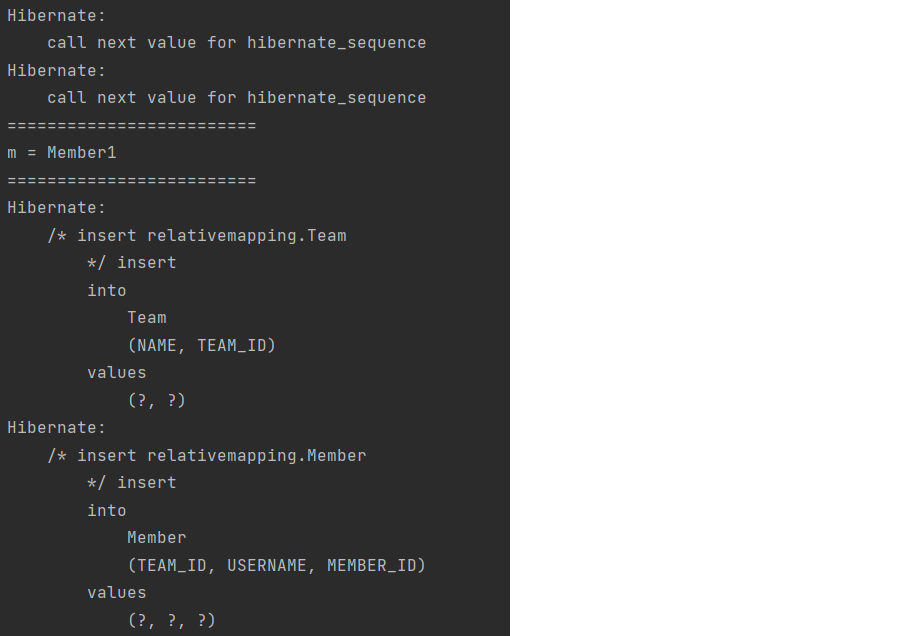 Hibernate:
    call next value for hibernate_sequence
Hibernate:
    call next value for hibernate_sequence
=========================
m = Member1
=========================
Hibernate:
    /* insert relativemapping.Team
        */ insert
        into
            Team
            (NAME, TEAM_ID)
        values
            (?, ?)
Hibernate:
    /* insert relativemapping.Member
        */ insert
        into
            Member
            (TEAM_ID, USERNAME, MEMBER_ID)
        values
            (?, ?, ?)